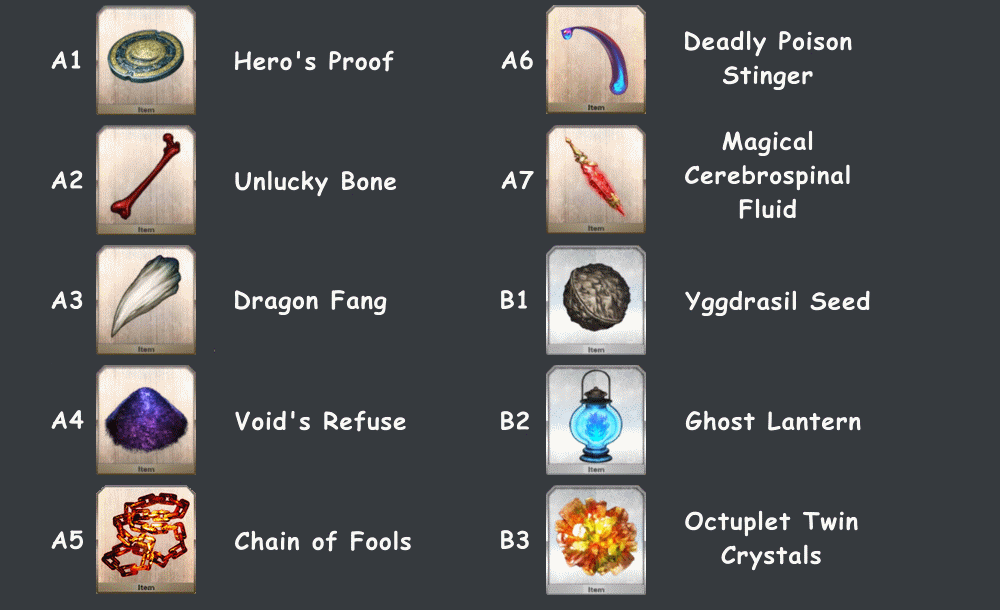 A1
Item
Hero's Proof
A2
Item
Unlucky Bone
A3
Item
Dragon Fang
A4
Item
Void's Refuse
A5
Item
Chain of Fools
A6
Item
Deadly Poison
Stinger
A7
Item
Magical
Cerebrospinal
Fluid
B1
Item
Yggdrasil Seed
B2
Item
Ghost Lantern
B3
Item
Octuplet Twin
Crystals